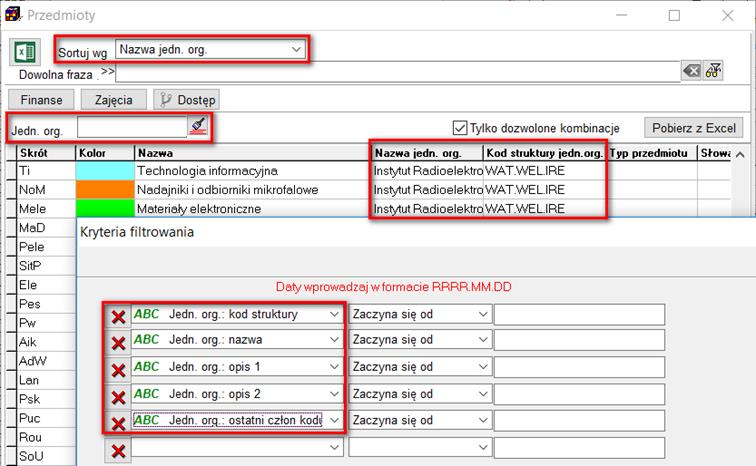 Przedmioty
Sortuj wg Nazwa jedn. org.
Dowolna fraza . >>
Finanse Zajęcia Dostęp
Jedn. org. Tylko dozwolone kombinacje Pobierz z Excel
Skrót Kolor Nazwa Nazwa jedn. org. Kod struktury jedn.org. Typ przedmiotu Słowa
Ti Technologia informacyjna Instytut Radioelektro WAT.WEL.IRE
NoM Nadajniki i odbiorniki mikrofalowe Instytut Radioelektro WAT.WEL.IRE
Mele Materiały elektroniczne Instytut Radioelektro WAT.WEL.IRE
MaD
Pele
SitP
Ele
Pes
Pw
Aik
AdW
Lan
Psk
Puc
Rou
SoU
Kryteria filtrowania
Daty wprowadzaj w formacie RRRR.MM.DD
ABC Jedn. org.: kod struktury Zaczyna się od
ABC Jedn. org.: nazwa Zaczyna się od
ABC Jedn. org.: opis 1 Zaczyna się od
ABC Jedn. org.: opis 2 Zaczyna się od
ABC Jedn. org.: ostatni człon kodu Zaczyna się od